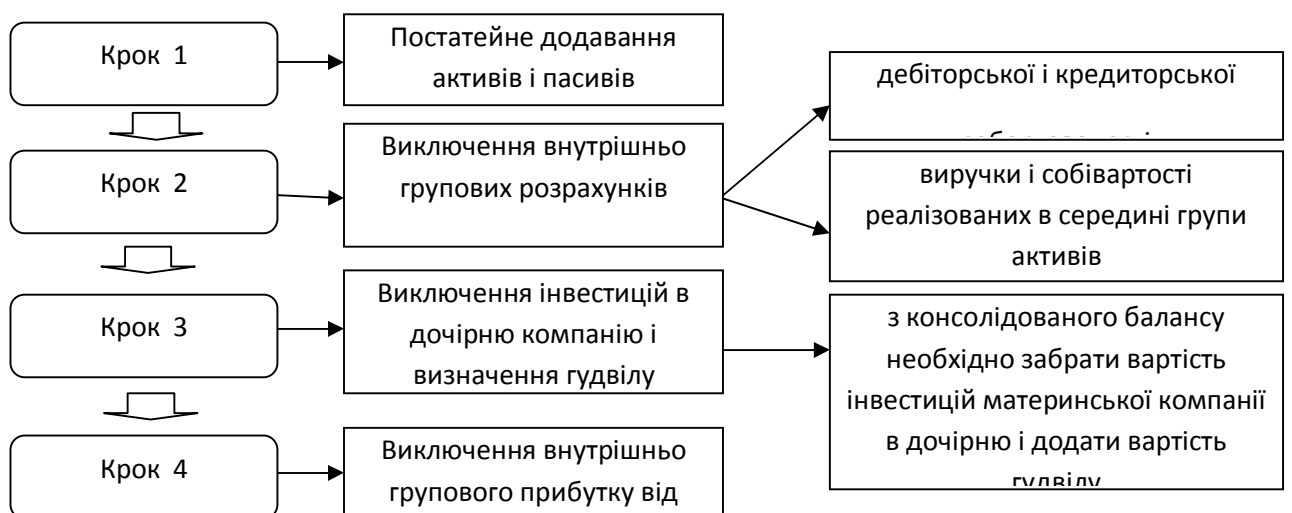 Крок 1
Постатейне додавання
активів і пасивів
Крок 2
Виключення внутрішньо
групових розрахунків
дебіторської і кредиторської
виручки і собівартості
реалізованих в середині групи
активів
Крок 3
Виключення інвестицій в
дочірню компанію і
визначення гудвілу
з консолідованого балансу
необхідно забрати вартість
інвестицій материнської компанії
в дочірню і додати вартість
гудвілу
Крок 4
Виключення внутрішньо
групового прибутку від